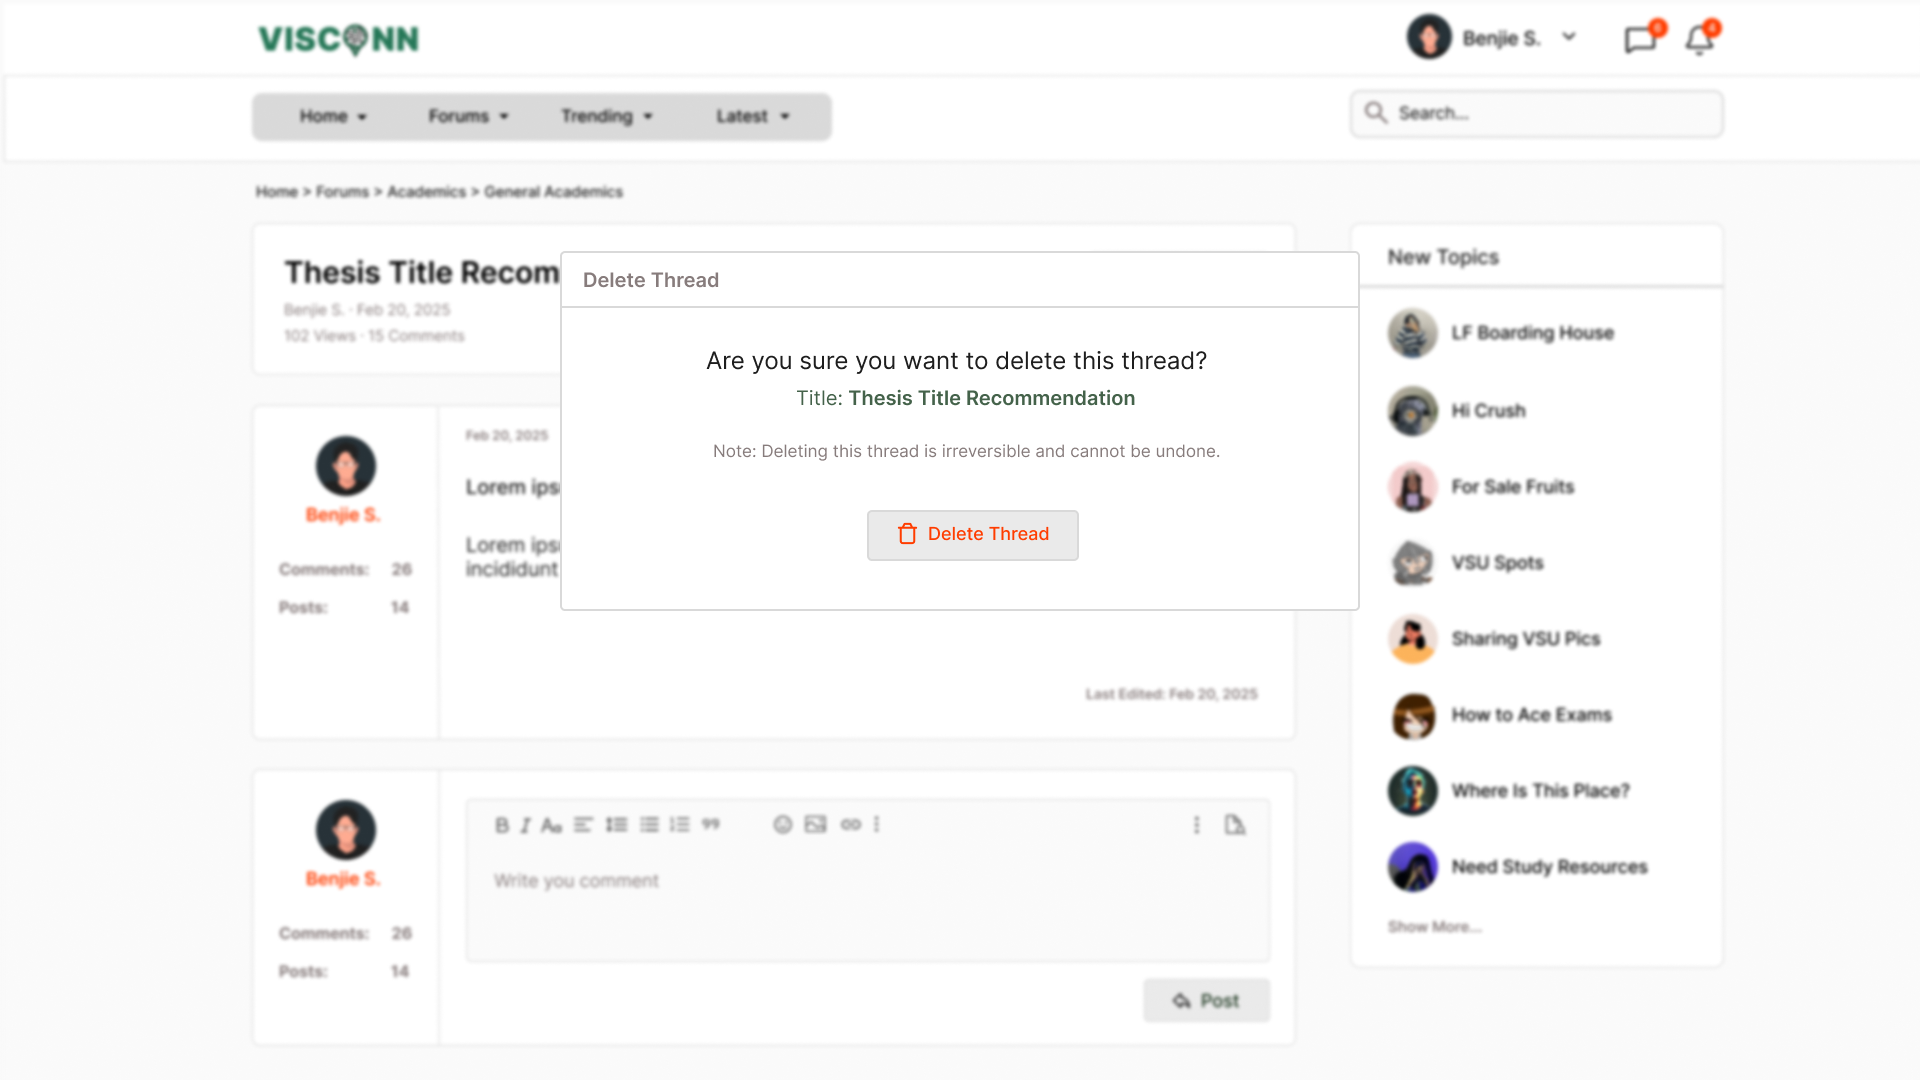 VISCONN
Benjie S.
Home
Forums
Trending
Latest
Search...
Home > Forums > Academics > General Academics
Thesis Title Recom
Benjie S. · Feb 20, 2025
102 Views · 15 Comments
Delete Thread
Are you sure you want to delete this thread?
Title: Thesis Title Recommendation
Note: Deleting this thread is irreversible and cannot be undone.
Delete Thread
Feb 20, 2025
Lorem ips
Lorem ips
incididunt
Benjie S.
Comments: 26
Posts: 14
Last Edited: Feb 20, 2025
Benjie S.
Comments: 26
Posts: 14
Write you comment
Post
New Topics
LF Boarding House
Hi Crush
For Sale Fruits
VSU Spots
Sharing VSU Pics
How to Ace Exams
Where Is This Place?
Need Study Resources
Show More...